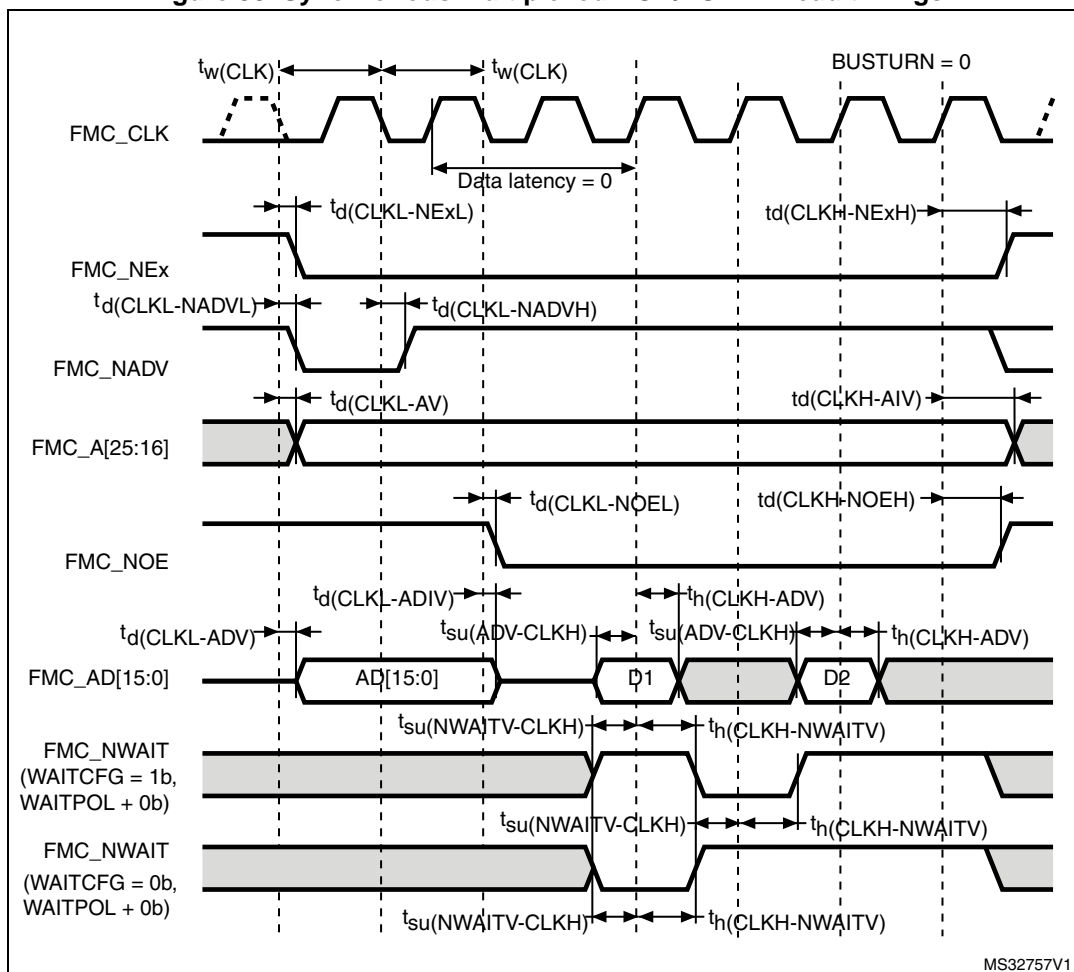 tw(CLK)
tw(CLK)
BUSTURN = 0
FMC_CLK
Data latency = 0
td(CLKL-NExL)
td(CLKH-NExH)
FMC_NEx
td(CLKL-NADVL)
td(CLKL-NADVH)
FMC_NADV
td(CLKL-AV)
td(CLKH-AIV)
FMC_A[25:16]
td(CLKL-NOEL)
td(CLKH-NOEH)
FMC_NOE
td(CLKL-ADIV)
th(CLKH-ADV)
td(CLKL-ADV)
tsu(ADV-CLKH)
tsu(ADV-CLKH)
th(CLKH-ADV)
FMC_AD[15:0]
AD[15:0]
D1
D2
tsu(NWAITV-CLKH)
th(CLKH-NWAITV)
FMC_NWAIT
(WAITCFG = 1b,
WAITPOL + 0b)
tsu(NWAITV-CLKH)
th(CLKH-NWAITV)
FMC_NWAIT
(WAITCFG = 0b,
WAITPOL + 0b)
tsu(NWAITV-CLKH)
th(CLKH-NWAITV)
MS32757V1